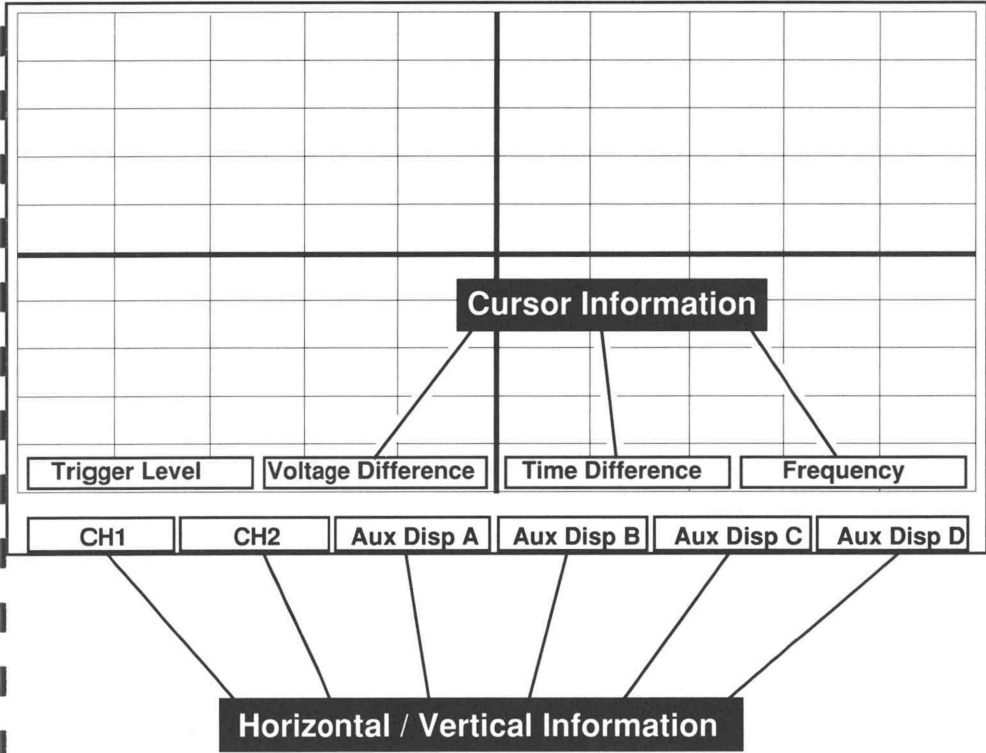 Cursor Information
Trigger Level Voltage Difference Time Difference Frequency
CH1 CH2 Aux Disp A Aux Disp B Aux Disp C Aux Disp D
Horizontal / Vertical Information